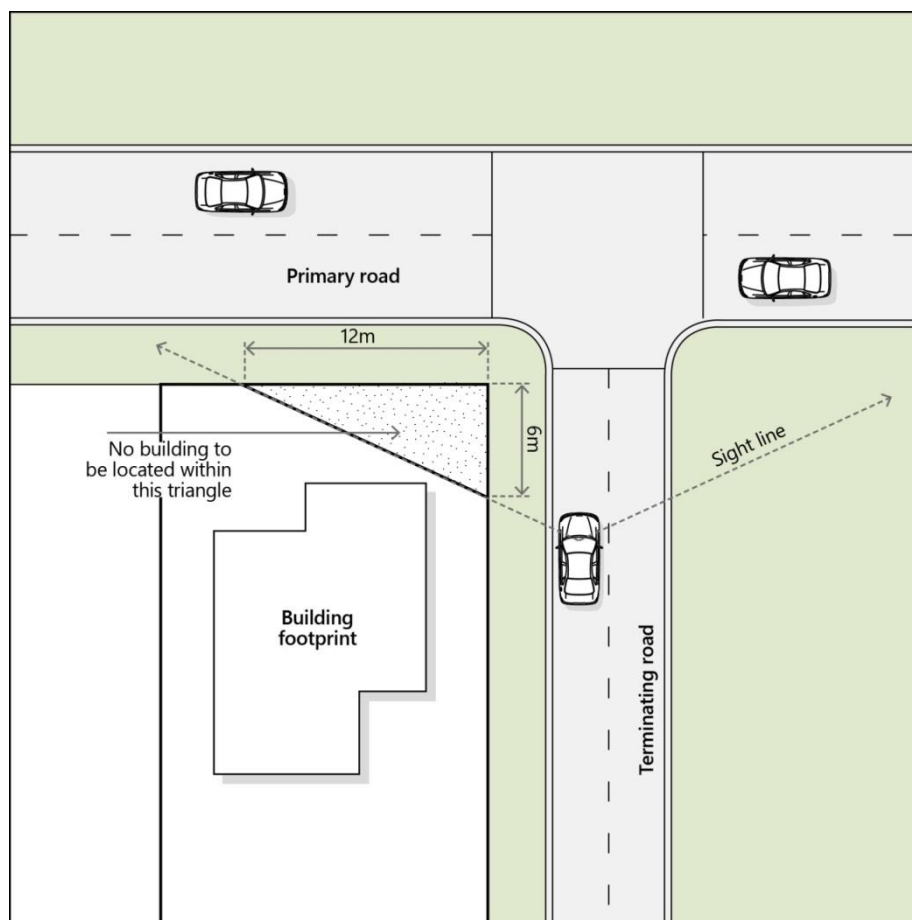 Primary road
12m
6m
No building to
be located within
this triangle
Sight line
Building
footprint
Terminating road